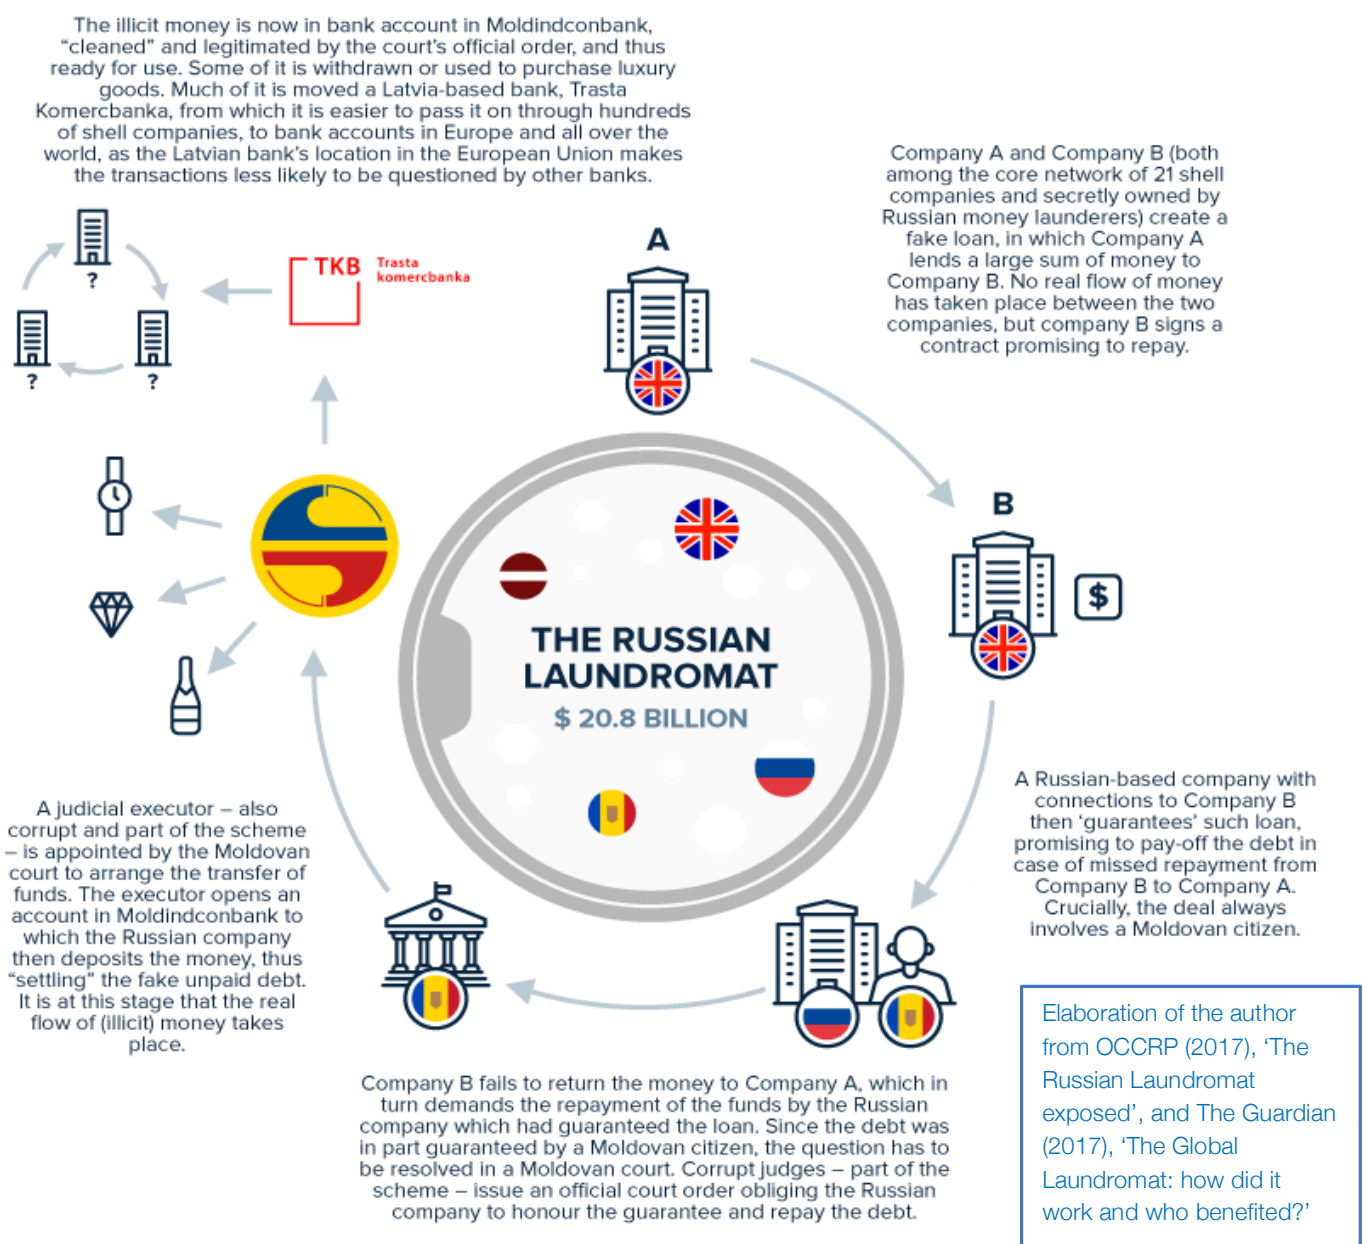 The illicit money is now in bank account in Moldindconbank,
“cleaned” and legitimated by the court’s official order, and thus
ready for use. Some of it is withdrawn or used to purchase luxury
goods. Much of it is moved a Latvia-based bank, Trasta
Komercbanka, from which it is easier to pass it on through hundreds
of shell companies, to bank accounts in Europe and all over the
world, as the Latvian bank’s location in the European Union makes
the transactions less likely to be questioned by other banks.
Company A and Company B (both
among the core network of 21 shell
companies and secretly owned by
Russian money launderers) create a
fake loan, in which Company A
lends a large sum of money to
Company B. No real flow of money
has taken place between the two
companies, but company B signs a
contract promising to repay.
A
?
?
?
TKB
Trasta
komercbanka
B
$
THE RUSSIAN
LAUNDROMAT
$ 20.8 BILLION
A Russian-based company with
connections to Company B
then ‘guarantees’ such loan,
promising to pay-off the debt in
case of missed repayment from
Company B to Company A.
Crucially, the deal always
involves a Moldovan citizen.
A judicial executor – also
corrupt and part of the scheme
– is appointed by the Moldovan
court to arrange the transfer of
funds. The executor opens an
account in Moldindconbank to
which the Russian company
then deposits the money, thus
“settling” the fake unpaid debt.
It is at this stage that the real
flow of (illicit) money takes
place.
Company B fails to return the money to Company A, which in
turn demands the repayment of the funds by the Russian
company which had guaranteed the loan. Since the debt was
in part guaranteed by a Moldovan citizen, the question has to
be resolved in a Moldovan court. Corrupt judges – part of the
scheme – issue an official court order obliging the Russian
company to honour the guarantee and repay the debt.
Elaboration of the author
from OCCRP (2017), ‘The
Russian Laundromat
exposed’, and The Guardian
(2017), ‘The Global
Laundromat: how did it
work and who benefited?’